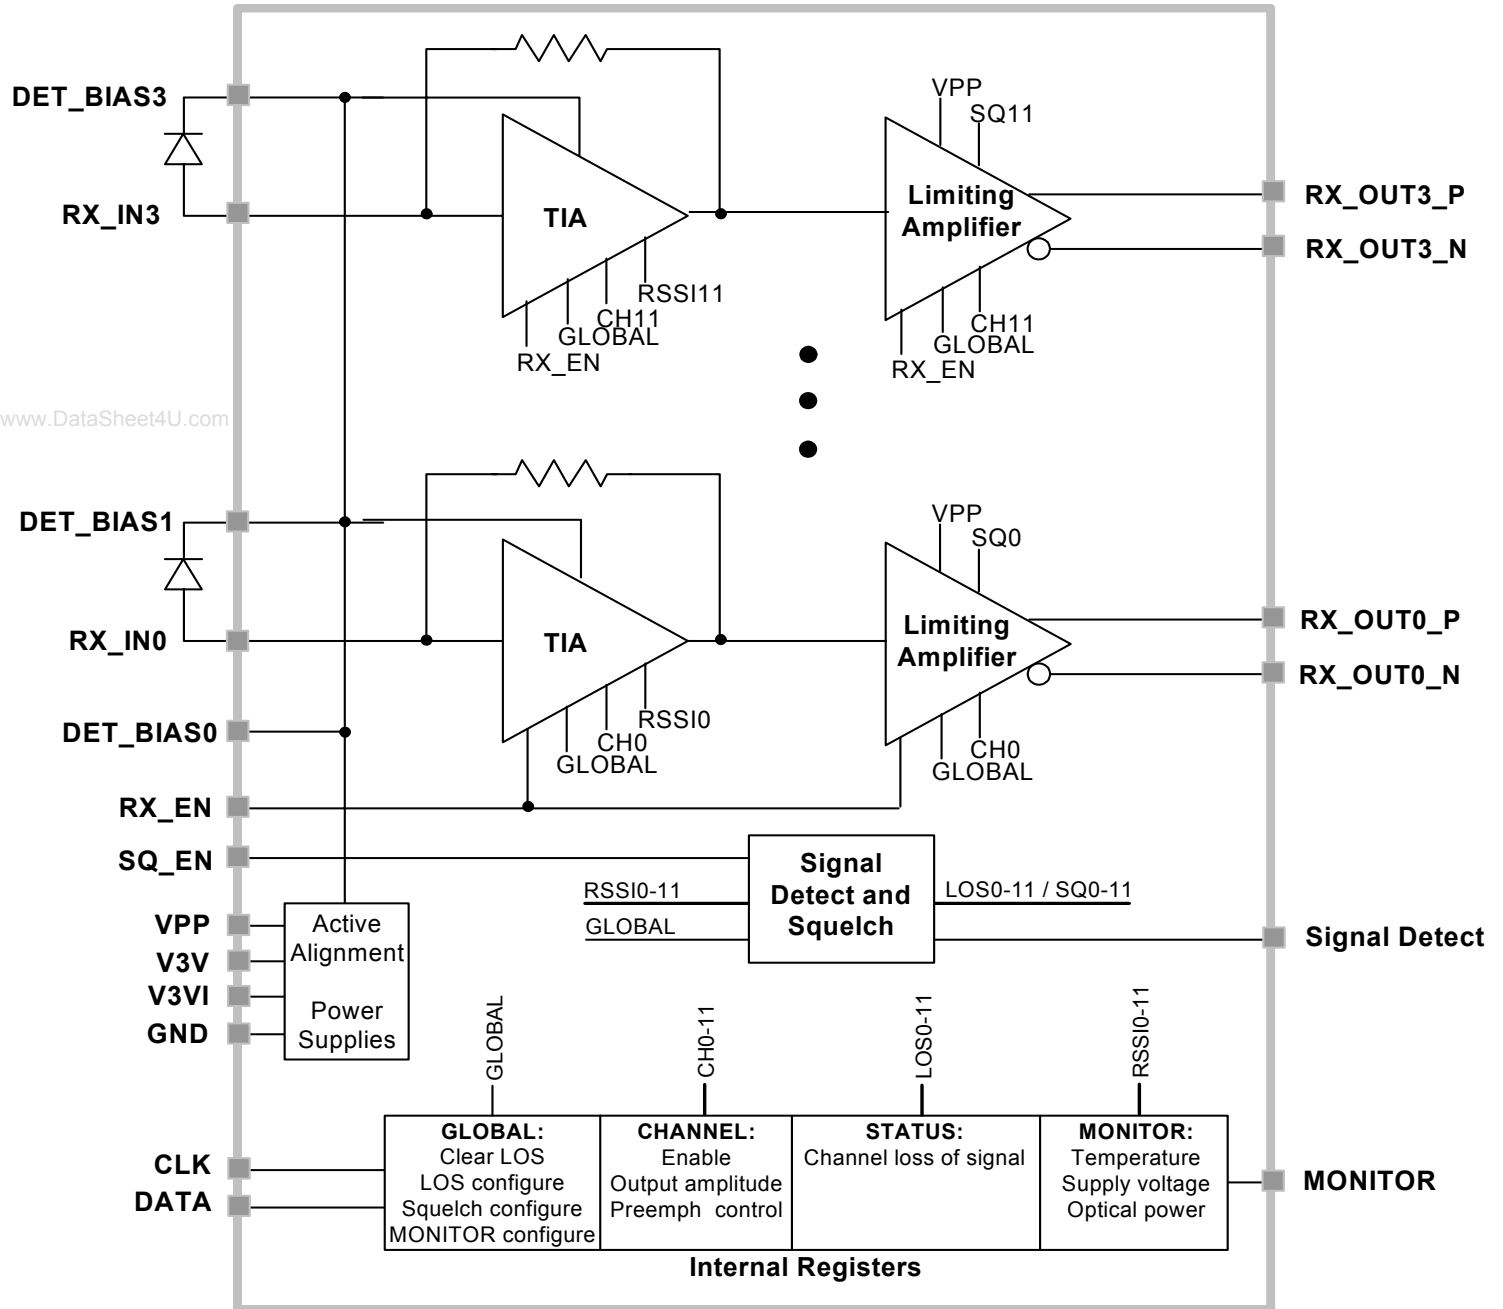 DET_BIAS3
RX_IN3
TIA
RSSI11
CH11
GLOBAL
RX_EN
VPP
SQ11
Limiting
Amplifier
CH11
GLOBAL
RX_EN
RX_OUT3_P
RX_OUT3_N
www.DataSheet4U.com
DET_BIAS1
RX_IN0
TIA
RSSI0
CH0
GLOBAL
VPP
SQ0
Limiting
Amplifier
CH0
GLOBAL
RX_OUT0_P
RX_OUT0_N
DET_BIAS0
RX_EN
SQ_EN
RSSI0-11
GLOBAL
Signal
Detect and
Squelch
LOS0-11 / SQ0-11
Signal Detect
VPP
V3V
V3VI
GND
Active
Alignment
Power
Supplies
GLOBAL
CH0-11
LOS0-11
RSSI0-11
CLK
DATA
GLOBAL:
Clear LOS
LOS configure
Squelch configure
MONITOR configure
CHANNEL:
Enable
Output amplitude
Preemph control
STATUS:
Channel loss of signal
MONITOR:
Temperature
Supply voltage
Optical power
MONITOR
Internal Registers